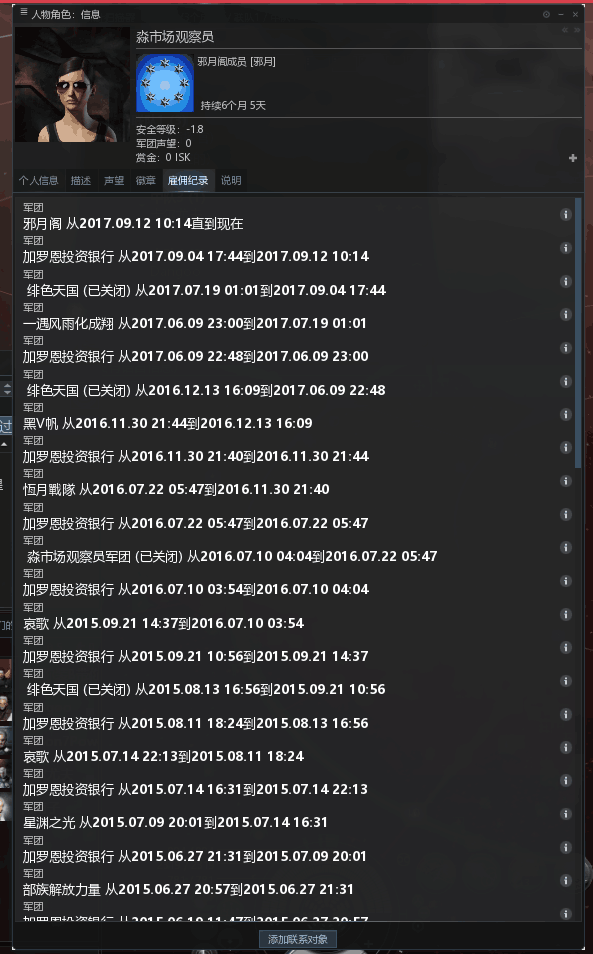 人物角色：信息
淼市场观察员
邪月阁成员 [邪月]
持续6个月 5天
安全等级：-1.8
军团声望：0
赏金：0 ISK
个人信息 描述 声望 徽章 雇佣纪录 说明
军团
邪月阁 从2017.09.12 10:14直到现在
军团
加罗恩投资银行 从2017.09.04 17:44到2017.09.12 10:14
军团
绯色天国 (已关闭) 从2017.07.19 01:01到2017.09.04 17:44
军团
一遇风雨化成翔 从2017.06.09 23:00到2017.07.19 01:01
军团
加罗恩投资银行 从2017.06.09 22:48到2017.06.09 23:00
军团
绯色天国 (已关闭) 从2016.12.13 16:09到2017.06.09 22:48
军团
黑V帆 从2016.11.30 21:44到2016.12.13 16:09
军团
加罗恩投资银行 从2016.11.30 21:40到2016.11.30 21:44
军团
恆月戰隊 从2016.07.22 05:47到2016.11.30 21:40
军团
加罗恩投资银行 从2016.07.22 05:47到2016.07.22 05:47
军团
淼市场观察员军团 (已关闭) 从2016.07.10 04:04到2016.07.22 05:47
军团
加罗恩投资银行 从2016.07.10 03:54到2016.07.10 04:04
军团
哀歌 从2015.09.21 14:37到2016.07.10 03:54
军团
加罗恩投资银行 从2015.09.21 10:56到2015.09.21 14:37
军团
绯色天国 (已关闭) 从2015.08.13 16:56到2015.09.21 10:56
军团
加罗恩投资银行 从2015.08.11 18:24到2015.08.13 16:56
军团
哀歌 从2015.07.14 22:13到2015.08.11 18:24
军团
加罗恩投资银行 从2015.07.14 16:31到2015.07.14 22:13
军团
星渊之光 从2015.07.09 20:01到2015.07.14 16:31
军团
加罗恩投资银行 从2015.06.27 21:31到2015.07.09 20:01
军团
部族解放力量 从2015.06.27 20:57到2015.06.27 21:31
军团
加罗恩投资银行 从2015.06.19 11:47到2015.06.27 20:57
添加联系对象